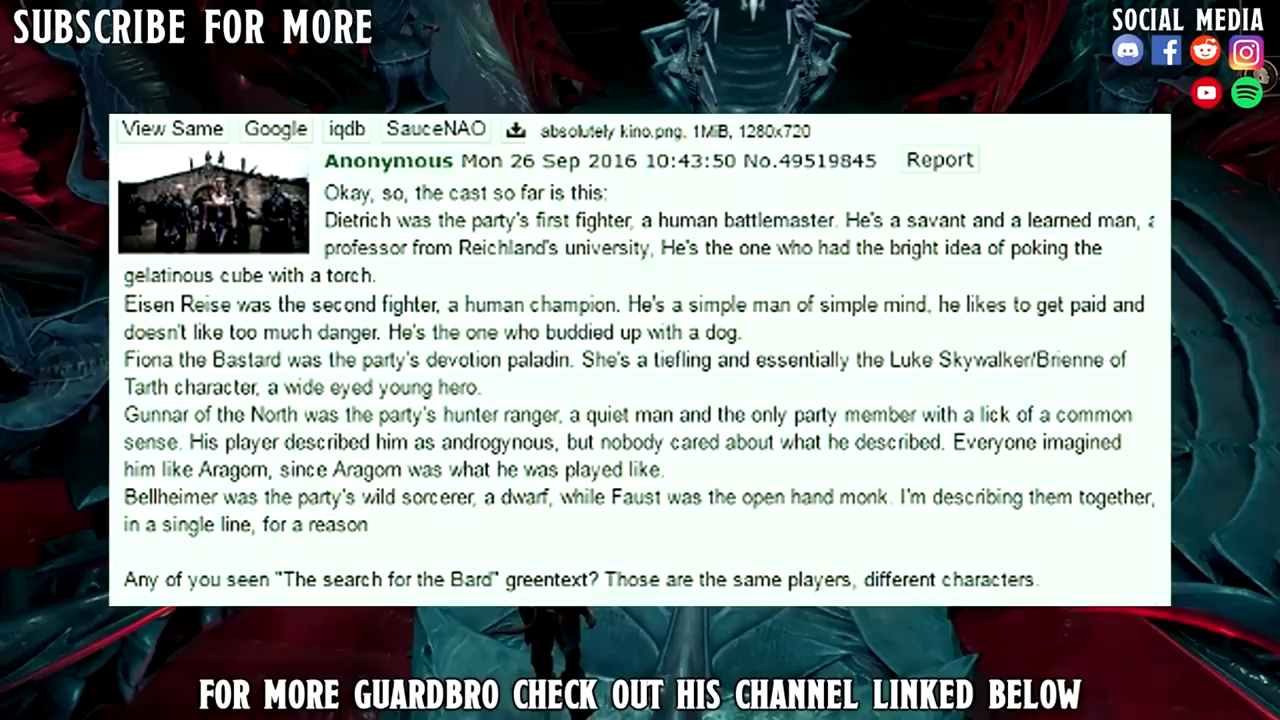 SUBSCRIBE FOR MORE
SOCIAL MEDIA
View Same Google iqdb SauceNAO absolutely kino.png, 1MiB, 1280x720
Anonymous Mon 26 Sep 2016 10:43:50 No.49519845 Report
Okay, so, the cast so far is this:
Dietrich was the party's first fighter, a human battlemaster. He's a savant and a learned man, a
professor from Reichland's university, He's the one who had the bright idea of poking the
gelatinous cube with a torch.
Eisen Reise was the second fighter, a human champion. He's a simple man of simple mind, he likes to get paid and
doesn't like too much danger. He's the one who buddied up with a dog.
Fiona the Bastard was the party's devotion paladin. She's a tiefling and essentially the Luke Skywalker/Brienne of
Tarth character, a wide eyed young hero.
Gunnar of the North was the party's hunter ranger, a quiet man and the only party member with a lick of a common
sense. His player described him as androgynous, but nobody cared about what he described. Everyone imagined
him like Aragorn, since Aragorn was what he was played like.
Bellheimer was the party's wild sorcerer, a dwarf, while Faust was the open hand monk. I'm describing them together,
in a single line, for a reason
Any of you seen "The search for the Bard" greentext? Those are the same players, different characters.
FOR MORE GUARDBRO CHECK OUT HIS CHANNEL LINKED BELOW